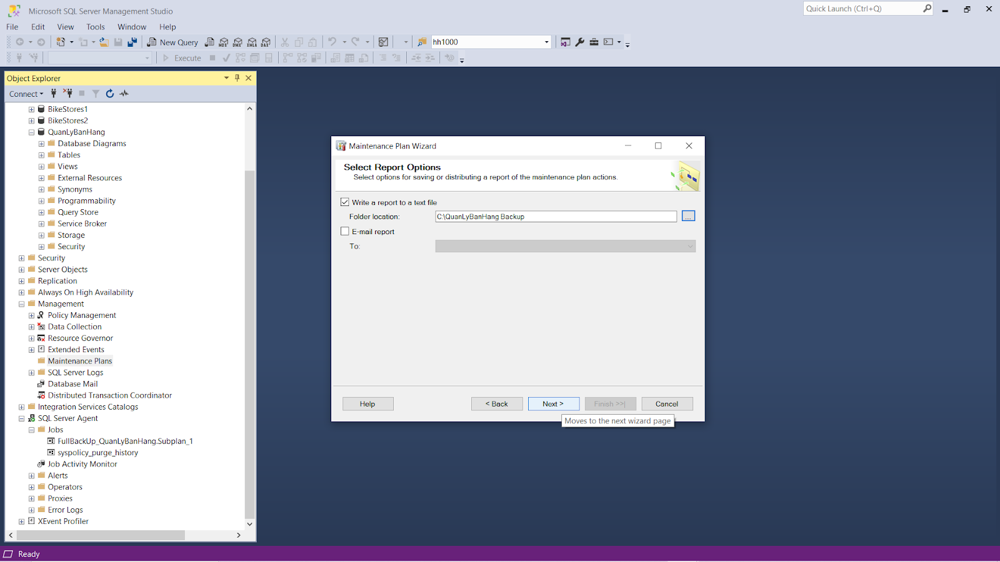 Microsoft SQL Server Management Studio
Quick Launch (Ctrl+Q)
File Edit View Tools Window Help
New Query MDX DMX XMLA DAX hh1000
Execute
Object Explorer
Connect
BikeStores1
BikeStores2
QuanLyBanHang
Database Diagrams
Tables
Views
External Resources
Synonyms
Programmability
Query Store
Service Broker
Storage
Security
Security
Server Objects
Replication
Always On High Availability
Management
Policy Management
Data Collection
Resource Governor
Extended Events
Maintenance Plans
SQL Server Logs
Database Mail
Distributed Transaction Coordinator
Integration Services Catalogs
SQL Server Agent
Jobs
FullBackUp_QuanLyBanHang.Subplan_1
syspolicy_purge_history
Job Activity Monitor
Alerts
Operators
Proxies
Error Logs
XEvent Profiler
Maintenance Plan Wizard
Select Report Options
Select options for saving or distributing a report of the maintenance plan actions.
Write a report to a text file
Folder location: C:\QuanLyBanHang Backup ...
E-mail report
To:
Help < Back Next > Finish >>| Cancel
Moves to the next wizard page
Ready